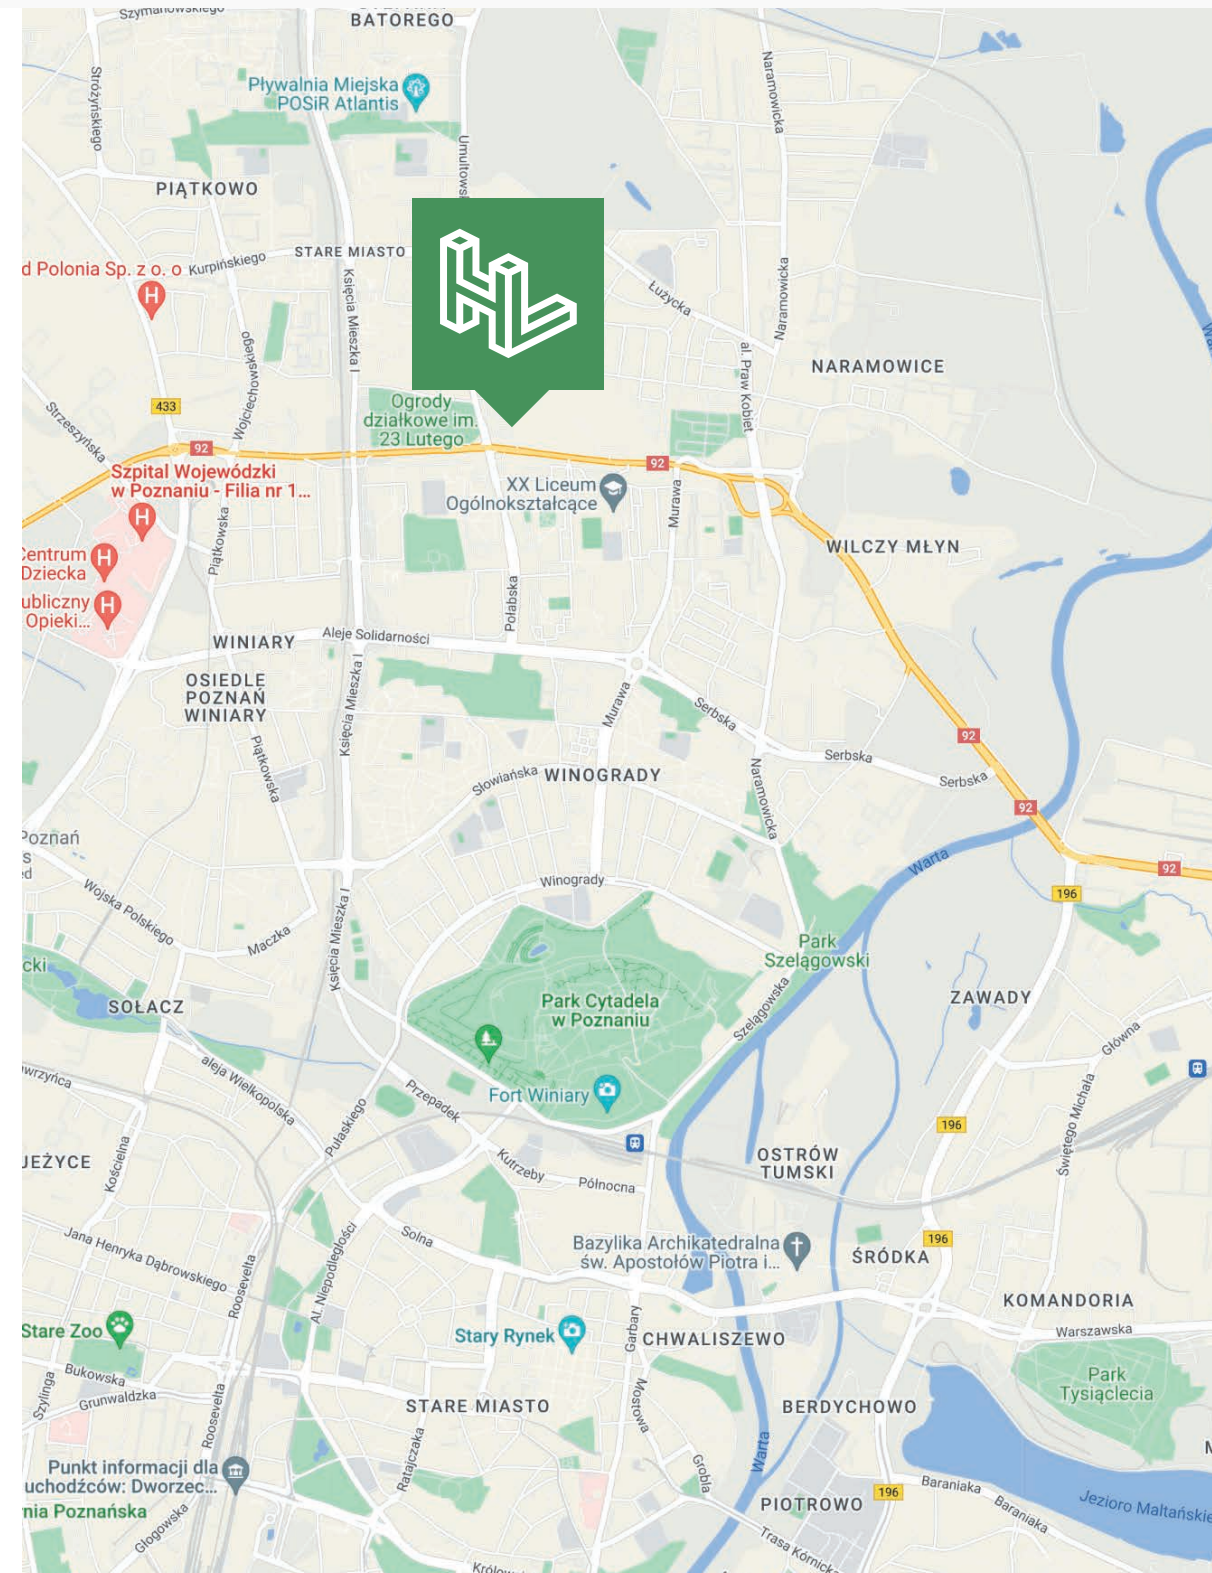 Szymanowskiego
BATOREGO
Stróżyńskiego
Pływalnia Miejska
POSiR Atlantis
Naramowicka
Umultows
PIĄTKOWO
STARE MIASTO
d Polonia Sp. z o. o
Kurpińskiego
Księcia Mieszka I
HL
Łużycka
Naramowicka
NARAMOWICE
al. Praw Kobiet
Wojciechowskiego
433
Strzeszyńska
Ogrody
działkowe im.
23 Lutego
92
92
Szpital Wojewódzki
w Poznaniu - Filia nr 1...
XX Liceum
Ogólnokształcące
Murawa
Piątkowska
Centrum
Dziecka
WILCZY MŁYN
ubliczny
Opieki...
Połabska
WINIARY
Aleje Solidarności
OSIEDLE
POZNAŃ
WINIARY
Księcia Mieszka I
Murawa
Serbska
92
Piątkowska
Serbska
Słowiańska
WINOGRADY
Naramowicka
Serbska
92
Poznań
s
ed
Warta
92
Winogrady
196
Wojska Polskiego
Maczka
Księcia Mieszka I
Park
Szelągowski
cki
SOŁACZ
Park Cytadela
w Poznaniu
Szelągowska
ZAWADY
Główna
aleja Wielkopolska
wrzyńca
Przepadek
Fort Winiary
Świętego Michała
Pułaskiego
196
JEŻYCE
Kościelna
Kutrzeby
Północna
OSTRÓW
TUMSKI
Jana Henryka Dąbrowskiego
Al. Niepodległości
Solna
Bazylika Archikatedralna
św. Apostołów Piotra i...
196
ŚRÓDKA
Roosevelta
KOMANDORIA
Stare Zoo
Stary Rynek
Garbary
CHWALISZEWO
Warszawska
Bukowska
Grunwaldzka
Szylinga
Park
Tysiąclecia
STARE MIASTO
Mostowa
BERDYCHOWO
Roosevelta
Ratajczaka
Warta
Punkt informacji dla
uchodźców: Dworzec...
Grobla
nia Poznańska
PIOTROWO
196
Baraniaka
Baraniaka
Jezioro Maltańskie
Głogowska
Trasa Kórnicka
Królow